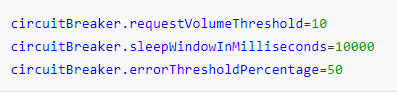 circuitBreaker.requestVolumeThreshold=10
circuitBreaker.sleepWindowInMilliseconds=10000
circuitBreaker.errorThresholdPercentage=50